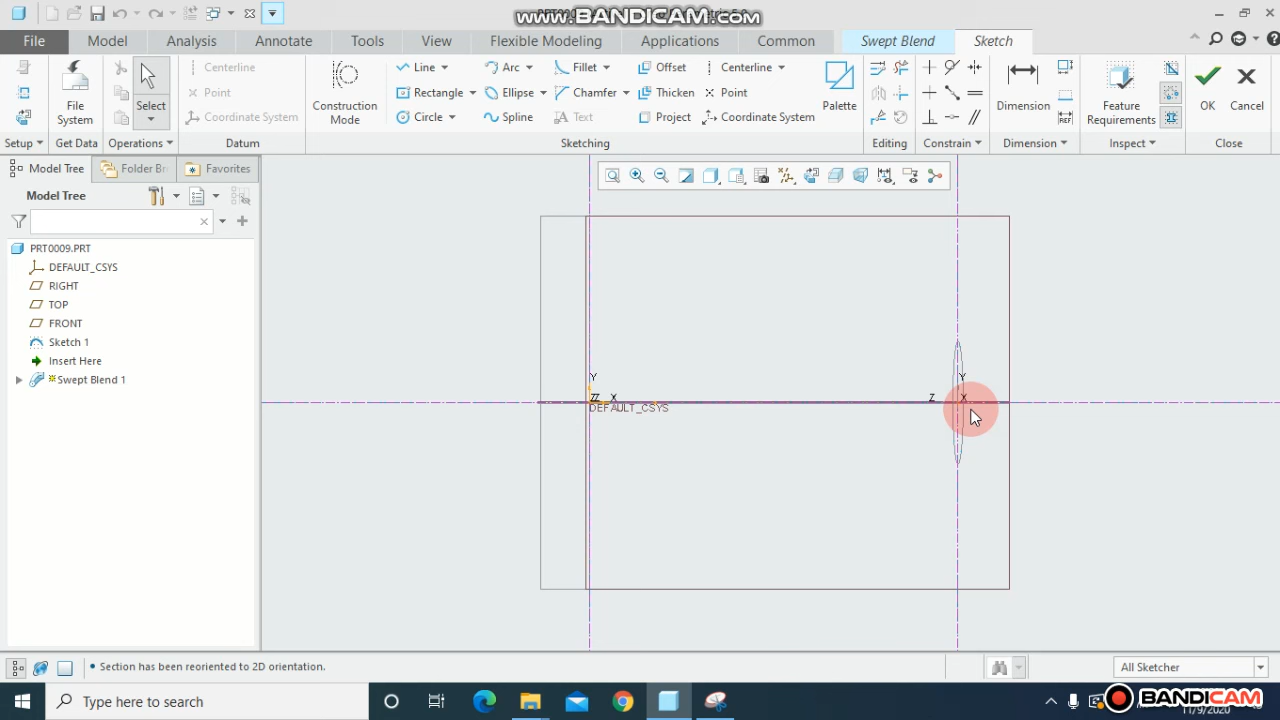 www.BANDICAM.com
File Model Analysis Annotate Tools View Flexible Modeling Applications Common Swept Blend Sketch
Centerline Line Arc Fillet Offset Centerline
Point Rectangle Ellipse Chamfer Thicken Point
Coordinate System Circle Spline Text Project Coordinate System
File System Select Construction Mode Palette Dimension Feature Requirements OK Cancel
Setup Get Data Operations Datum Sketching Editing Constrain Dimension Inspect Close
Model Tree Folder Br Favorites
Model Tree
PRT0009.PRT
DEFAULT_CSYS
RIGHT
TOP
FRONT
Sketch 1
Insert Here
Swept Blend 1
Y Y
ZZ X Z X
DEFAULT_CSYS
Section has been reoriented to 2D orientation.
All Sketcher
Type here to search
BANDICAM
11/9/2020